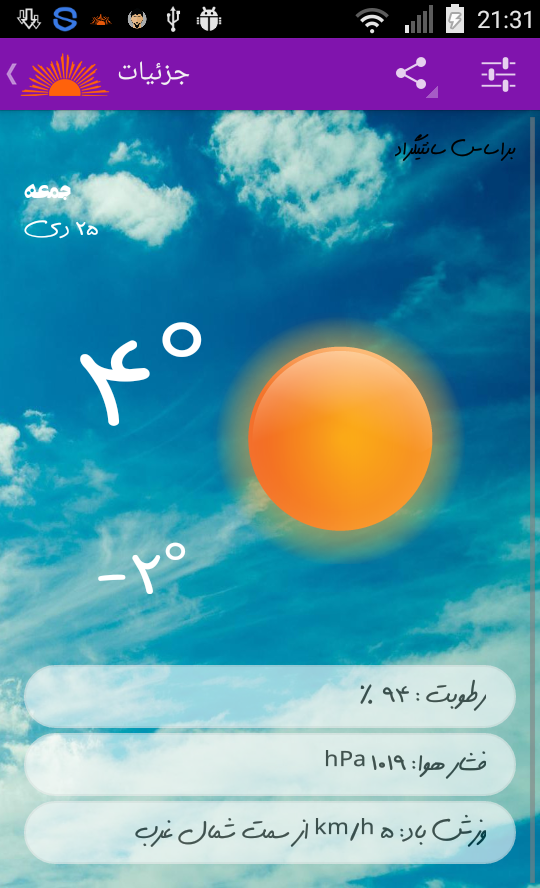 21:31
جزئیات
براساس سانتیگراد
جمعه
۲۵ دی
۴°
-۲°
رطوبت : ۹۴ ٪
فشار هوا: ۱۰۱۹ hPa
وزش باد: ۵ km/h از سمت شمال غرب